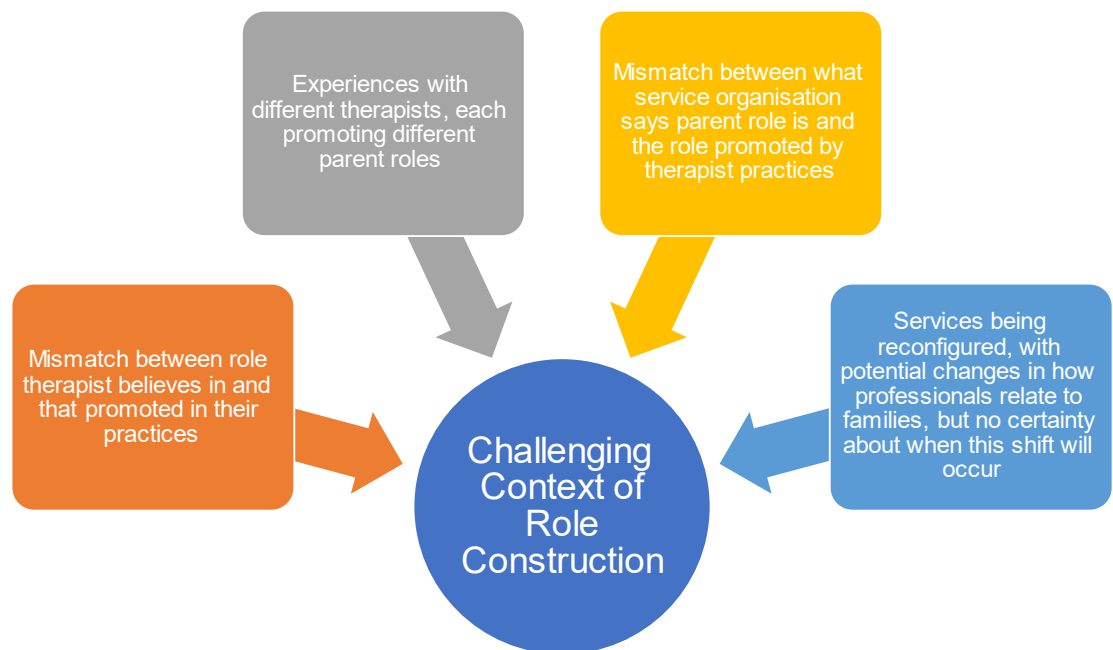 Experiences with
different therapists, each
promoting different
parent roles
Mismatch between what
service organisation
says parent role is and
the role promoted by
therapist practices
Mismatch between role
therapist believes in and
that promoted in their
practices
Services being
reconfigured, with
potential changes in how
professionals relate to
families, but no certainty
about when this shift will
occur
Challenging
Context of
Role
Construction